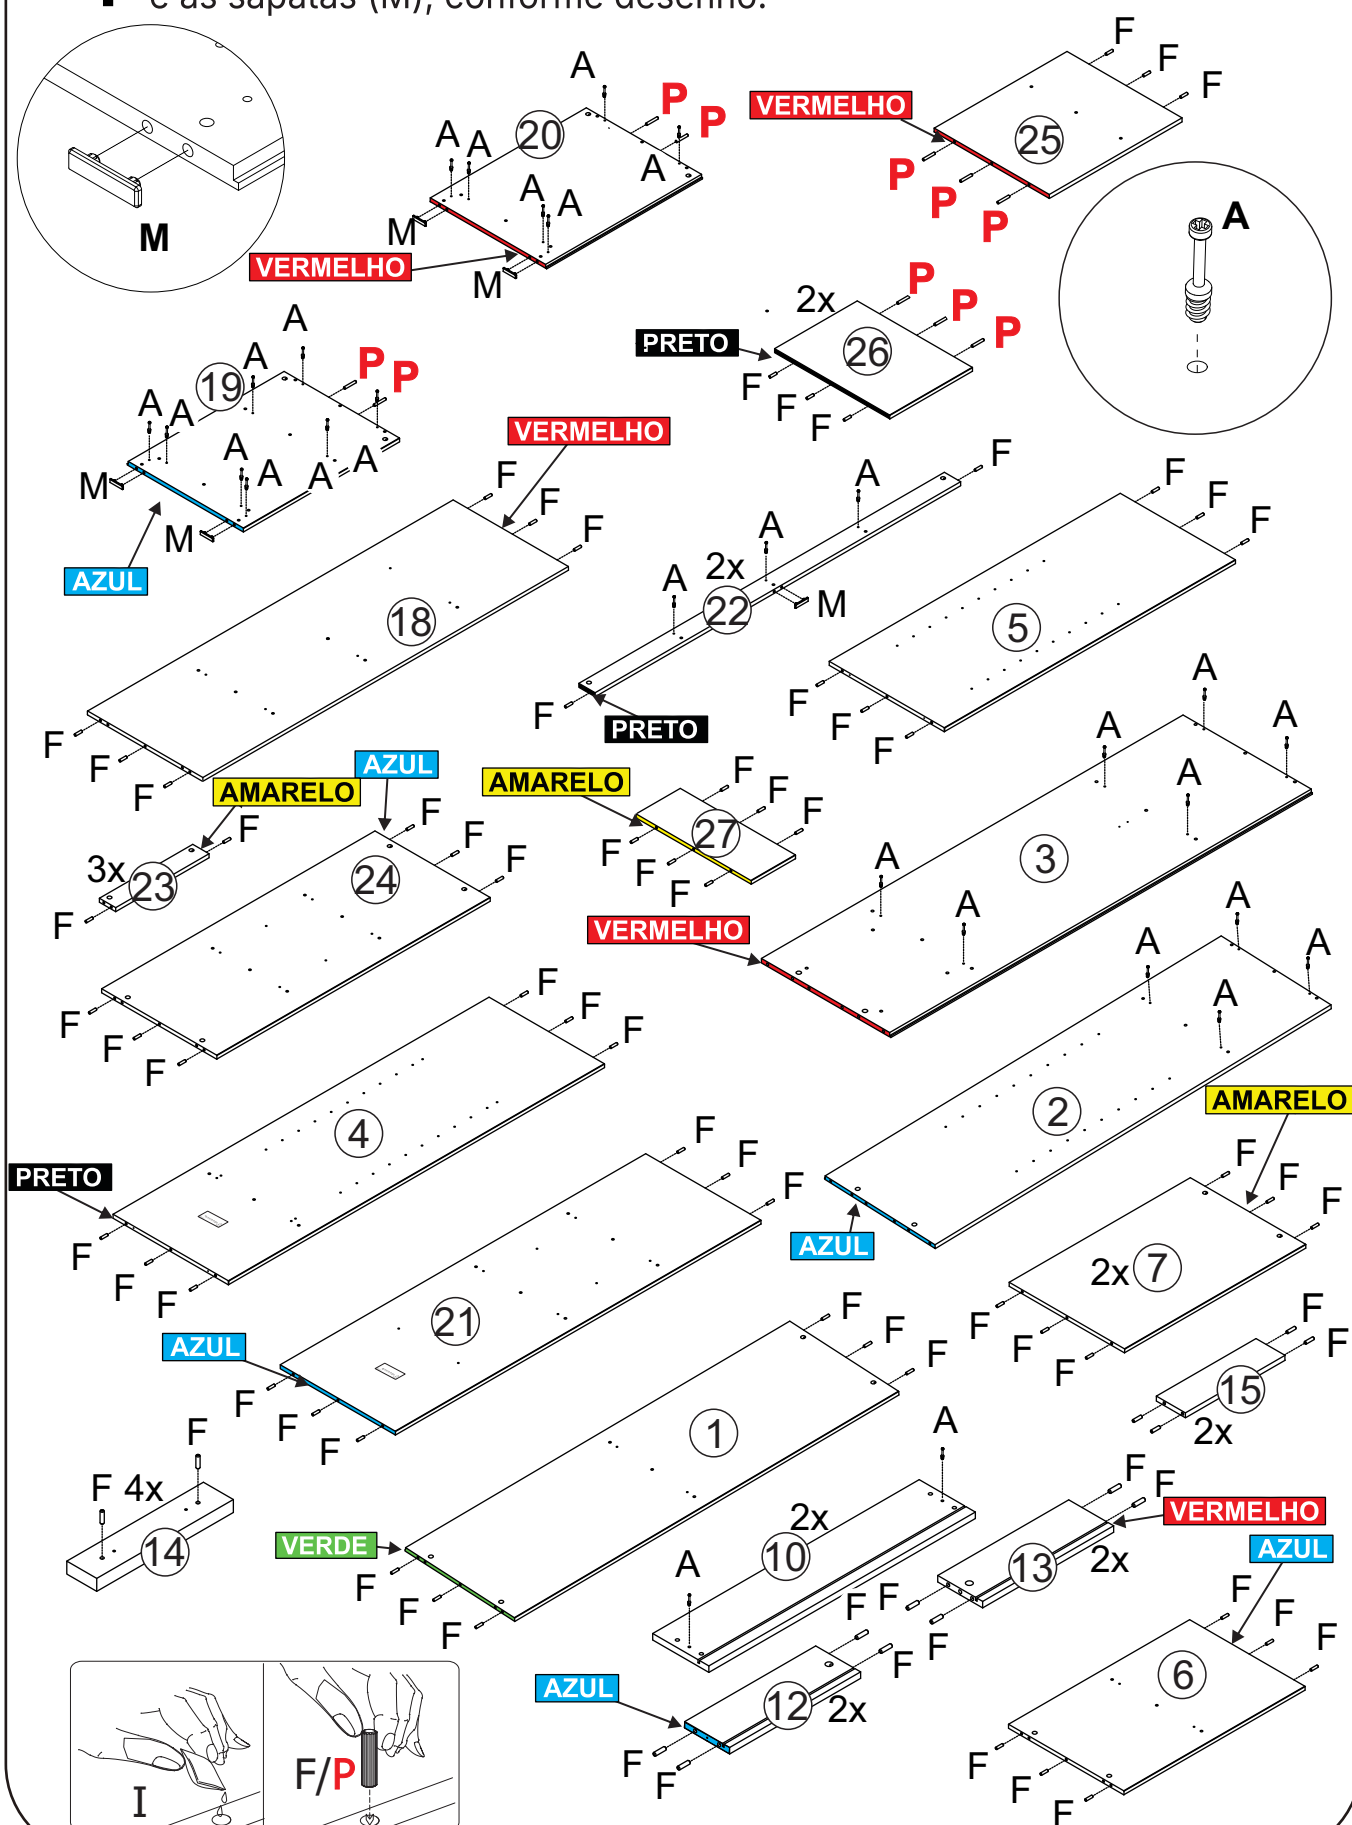 e as sapatas (M), conforme desenho.
M
A A A A A A
P P
20
M M
VERMELHO
VERMELHO
25
F F F
P P P
A
2x
26
PRETO
P P P
F F F
19
A A A A A A A A
P P
M M
AZUL
VERMELHO
18
F F F
F F F
A A A
2x
22
M
F F
PRETO
5
F F F
F F F
AMARELO
3x
23
F F
AZUL
24
F F F
F F F
AMARELO
27
F F F
F F F
3
A A A A A A
VERMELHO
4
PRETO
F F F
F F F
2
A A A A
AZUL
AMARELO
2x 7
F F F
F F F
21
AZUL
F F F
F F F
1
VERDE
F F F
F F F
15
2x
F F
F F 4x
14
2x
10
A A
13
2x
VERMELHO
F F
F F
AZUL
12
2x
F F
F F
AZUL
6
F F F
F F F
I
F/P